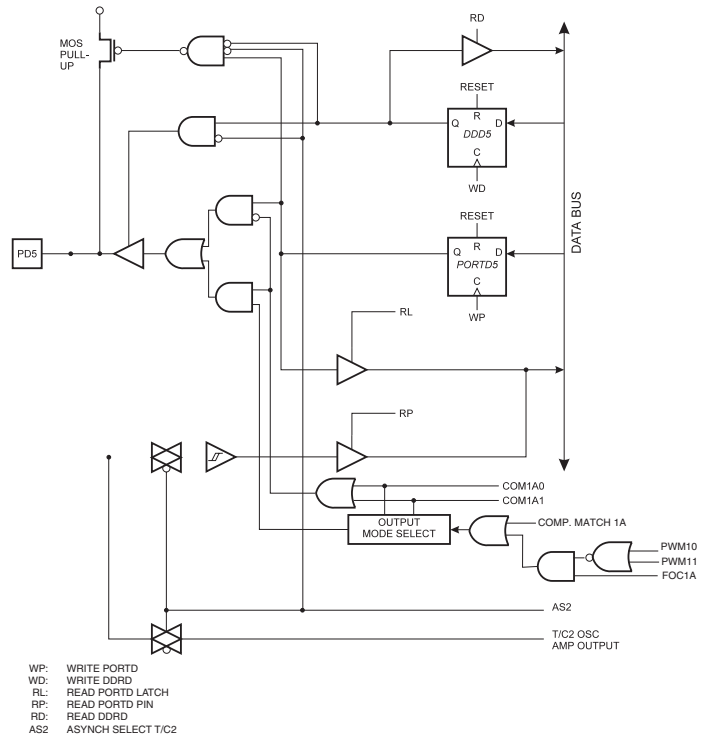 RD
MOS
PULL-
UP
RESET
R
Q
D
DDD5
C
WD
RESET
R
Q
D
PORTD5
C
WP
DATA BUS
PD5
RL
RP
COM1A0
COM1A1
OUTPUT
MODE SELECT
COMP. MATCH 1A
PWM10
PWM11
FOC1A
AS2
T/C2 OSC
AMP OUTPUT
WP: WRITE PORTD
WD: WRITE DDRD
RL: READ PORTD LATCH
RP: READ PORTD PIN
RD: READ DDRD
AS2 ASYNCH SELECT T/C2